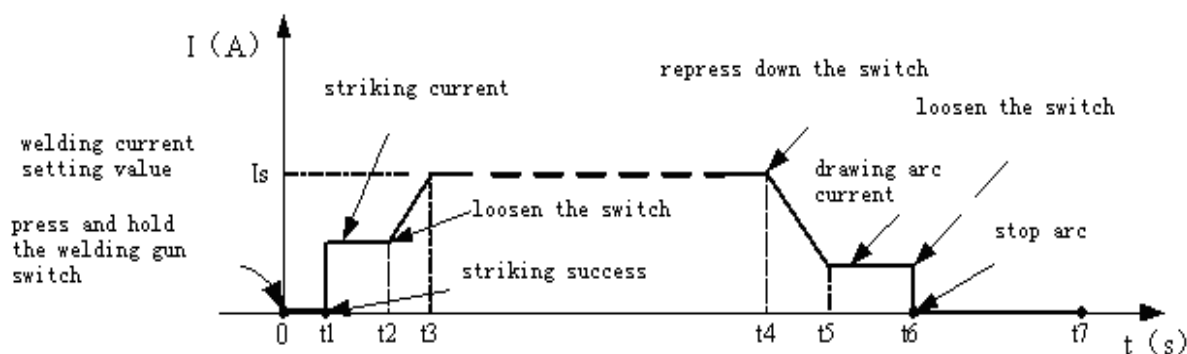 I (A)
repress down the switch
striking current
loosen the switch
welding current
setting value
Is
drawing arc
current
press and hold
the welding gun
switch
loosen the switch
stop arc
striking success
0 t1 t2 t3 t4 t5 t6 t7
t (s)